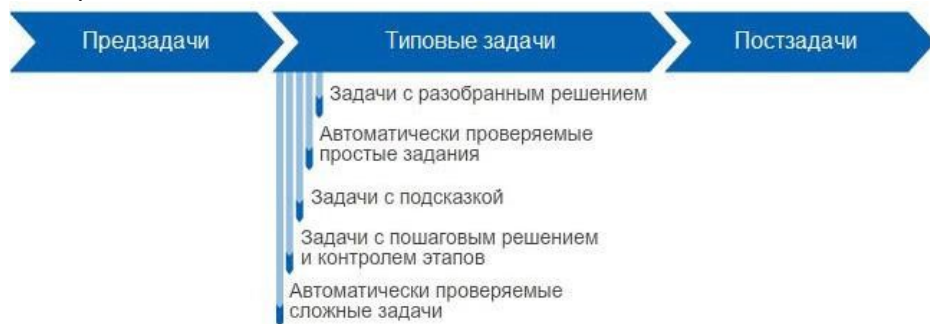 Предзадачи
Типовые задачи
Постзадачи
Задачи с разобранным решением
Автоматически проверяемые
простые задания
Задачи с подсказкой
Задачи с пошаговым решением
и контролем этапов
Автоматически проверяемые
сложные задачи